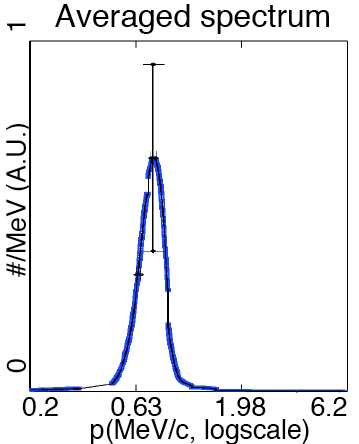 Averaged spectrum
1
#/MeV (A.U.)
0
0.2 0.63 1.98 6.2
p(MeV/c, logscale)